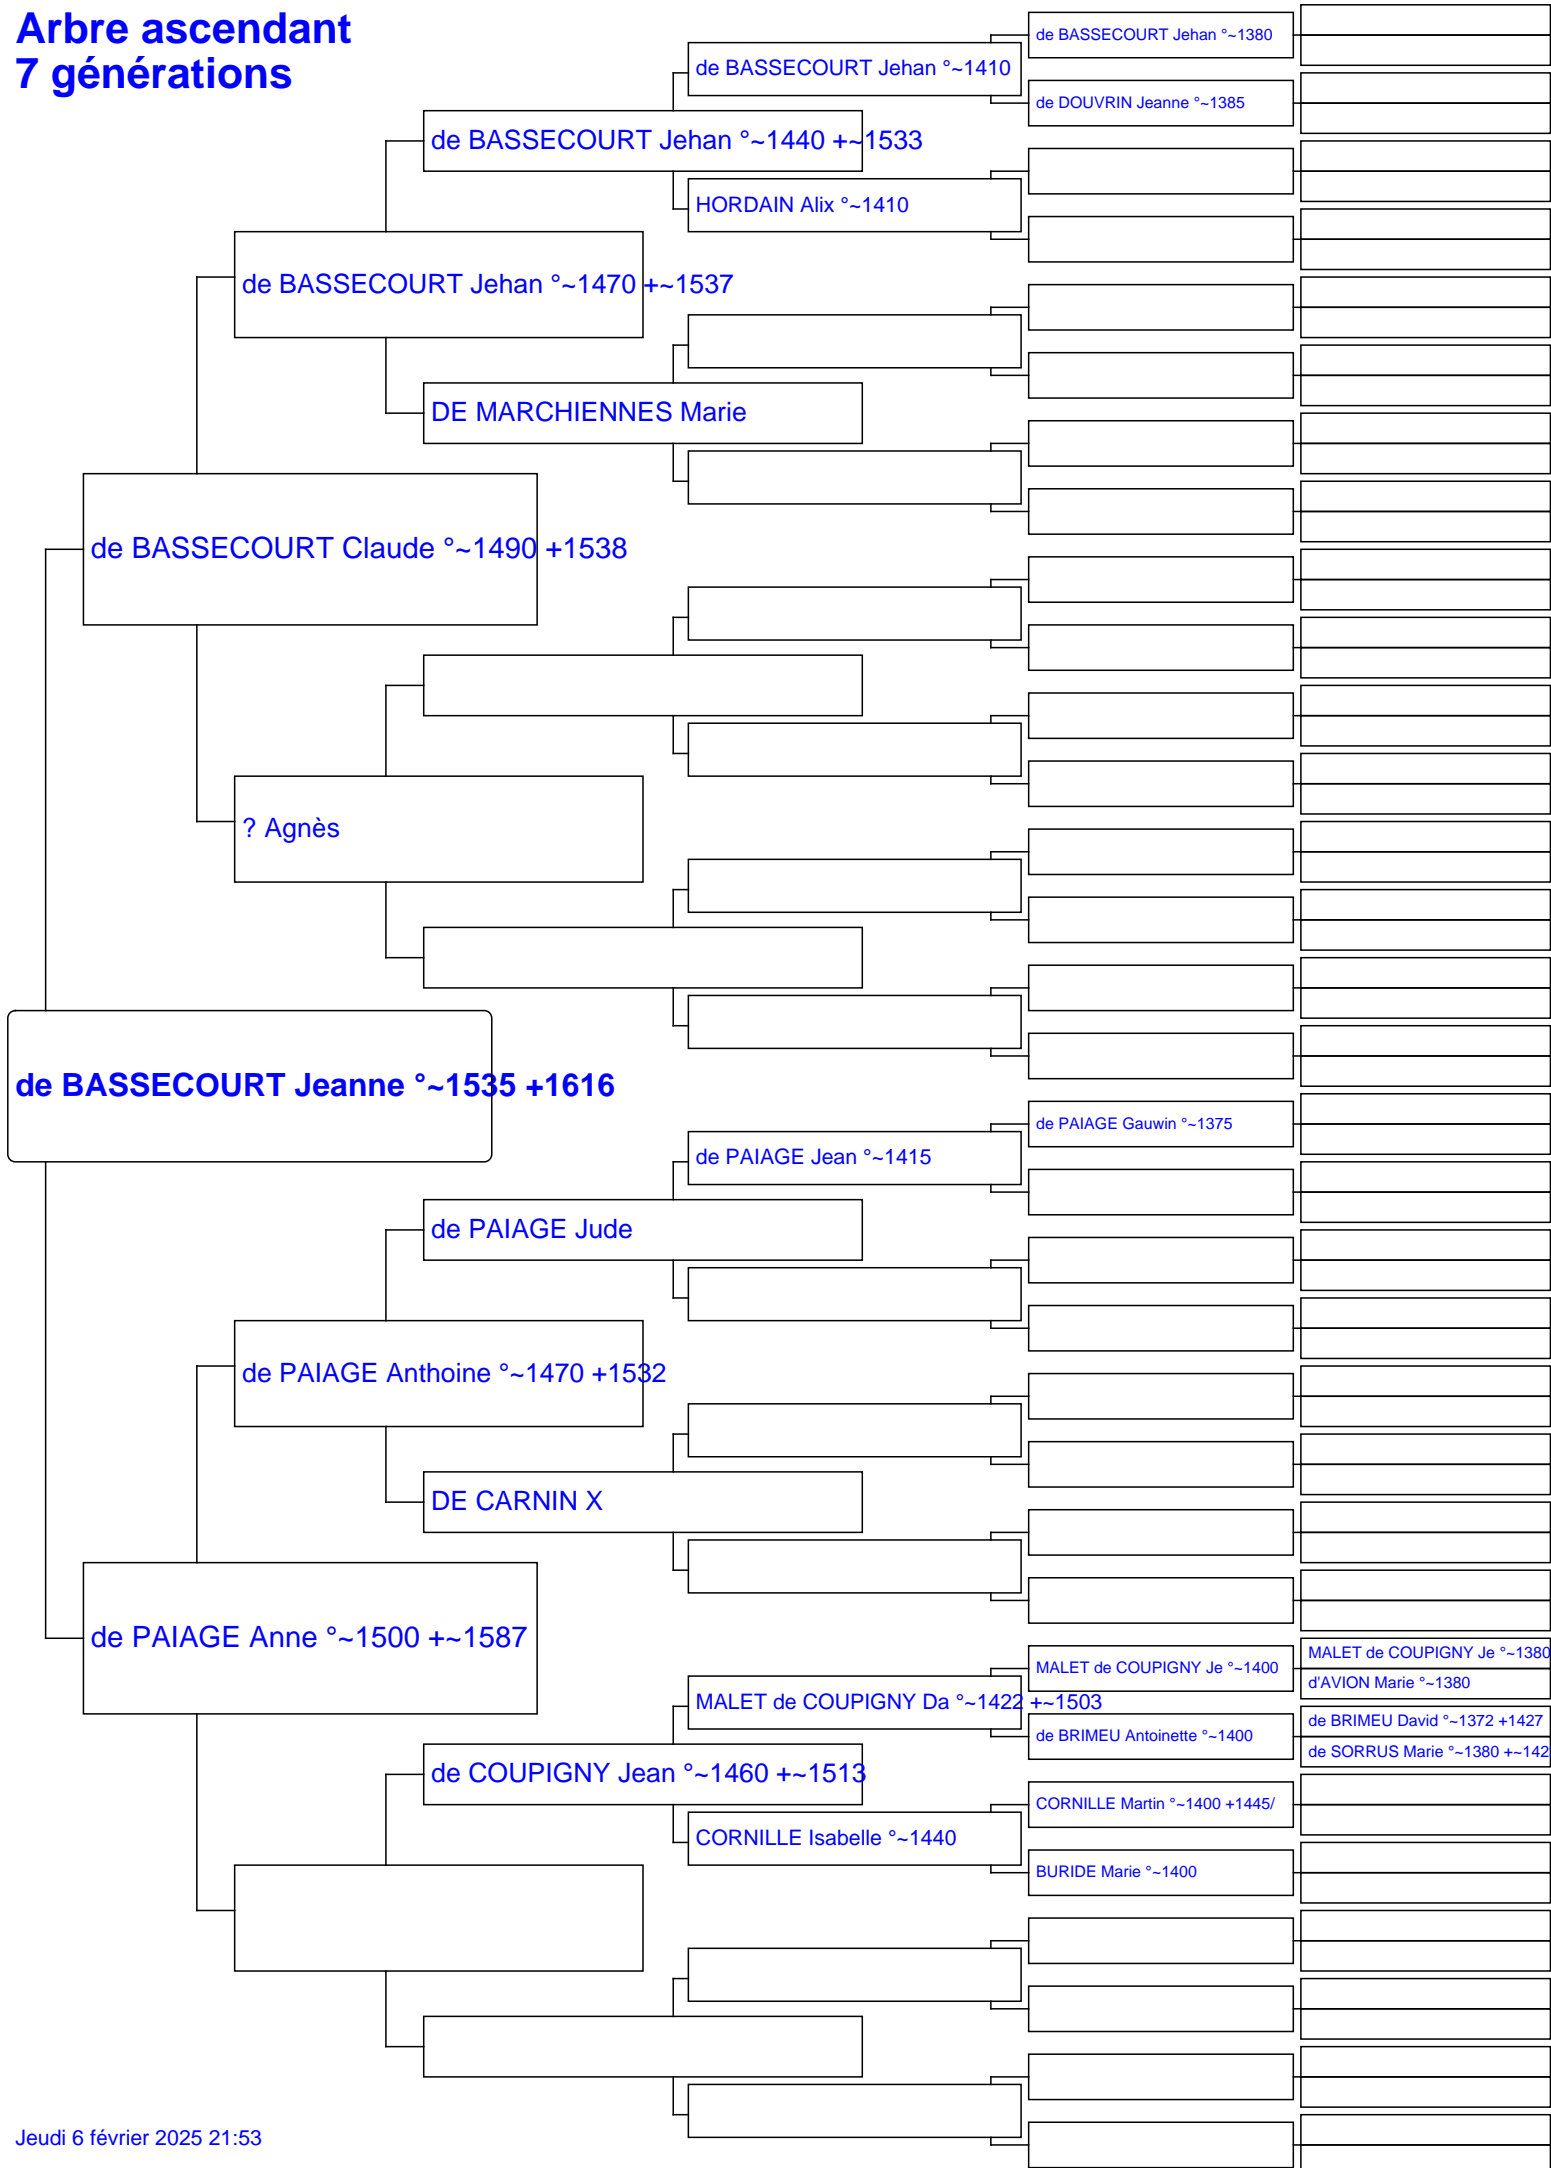 Arbre ascendant
7 générations
de BASSECOURT Jehan °~1380
de BASSECOURT Jehan °~1410
de DOUVRIN Jeanne °~1385
de BASSECOURT Jehan °~1440 +~1533
HORDAIN Alix °~1410
de BASSECOURT Jehan °~1470 +~1537
DE MARCHIENNES Marie
de BASSECOURT Claude °~1490 +1538
? Agnès
de BASSECOURT Jeanne °~1535 +1616
de PAIAGE Gauwin °~1375
de PAIAGE Jean °~1415
de PAIAGE Jude
de PAIAGE Anthoine °~1470 +1532
DE CARNIN X
de PAIAGE Anne °~1500 +~1587
MALET de COUPIGNY Je °~1380
MALET de COUPIGNY Je °~1400
d'AVION Marie °~1380
MALET de COUPIGNY Da °~1422 +~1503
de BRIMEU David °~1372 +1427
de BRIMEU Antoinette °~1400
de SORRUS Marie °~1380 +~142
de COUPIGNY Jean °~1460 +~1513
CORNILLE Martin °~1400 +1445/
CORNILLE Isabelle °~1440
BURIDE Marie °~1400
Jeudi 6 février 2025 21:53